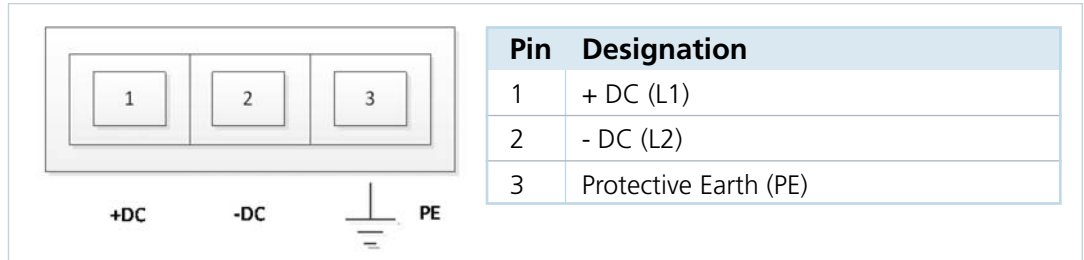 1 2 3
+DC -DC PE
Pin Designation
1 + DC (L1)
2 - DC (L2)
3 Protective Earth (PE)